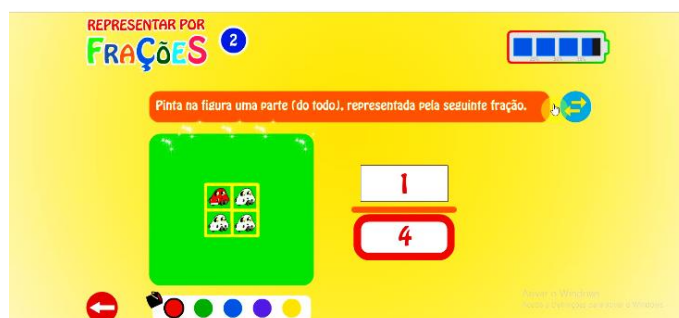 REPRESENTAR POR
FRAÇÕES 2
Pinta na figura uma parte (do todo), representada pela seguinte fração.
1
4